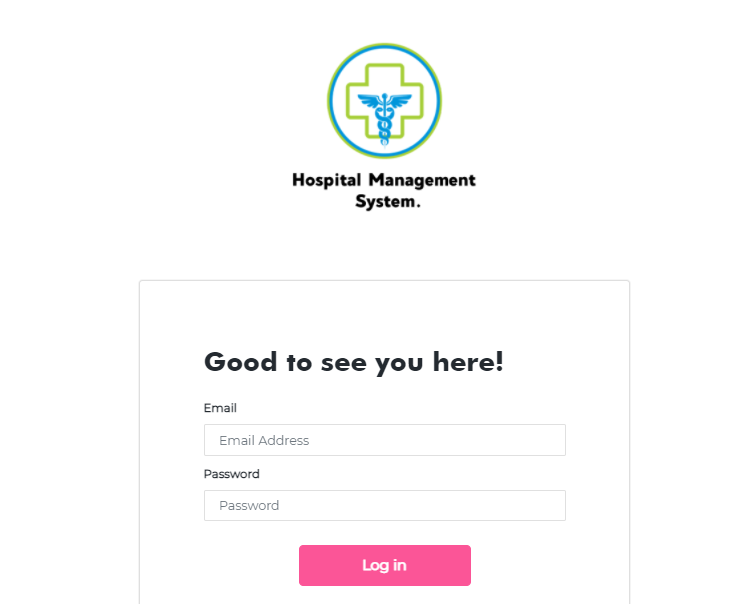 Hospital Management
System.
Good to see you here!
Email
Email Address
Password
Password
Log in